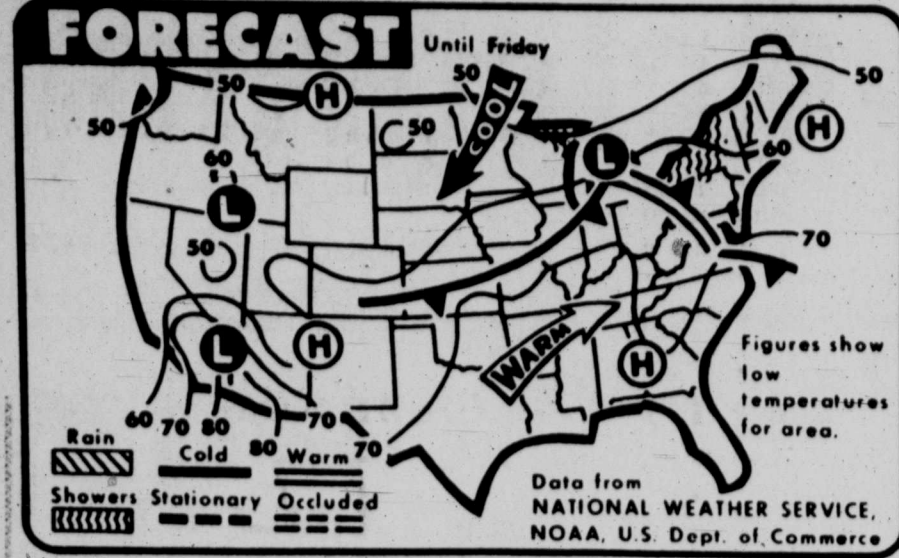 FORECAST
Until Friday
50
50
50
50
50
COOL
H
H
60
L
60
L
50
70
L
H
WARM
H
Figures show
low
temperatures
for area.
60 70 80 80 70 70
Rain Cold Warm
Showers Stationary Occluded
Data from
NATIONAL WEATHER SERVICE,
NOAA, U.S. Dept. of Commerce